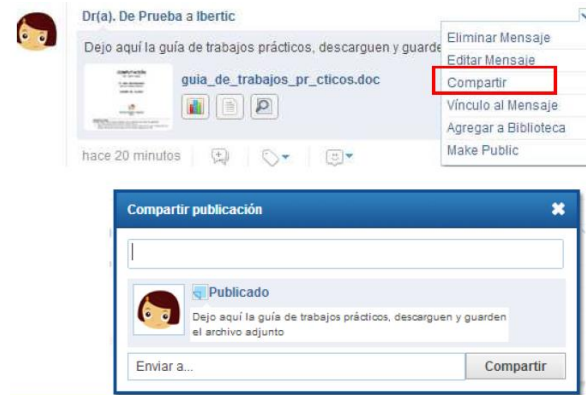 Dr(a). De Prueba a Ibertic
Dejo aquí la guía de trabajos prácticos, descarguen y guarde
guia_de_trabajos_pr_cticos.doc
hace 20 minutos
Eliminar Mensaje
Editar Mensaje
Compartir
Vínculo al Mensaje
Agregar a Biblioteca
Make Public
Compartir publicación
Publicado
Dejo aquí la guía de trabajos prácticos, descarguen y guarden
el archivo adjunto
Enviar a...
Compartir